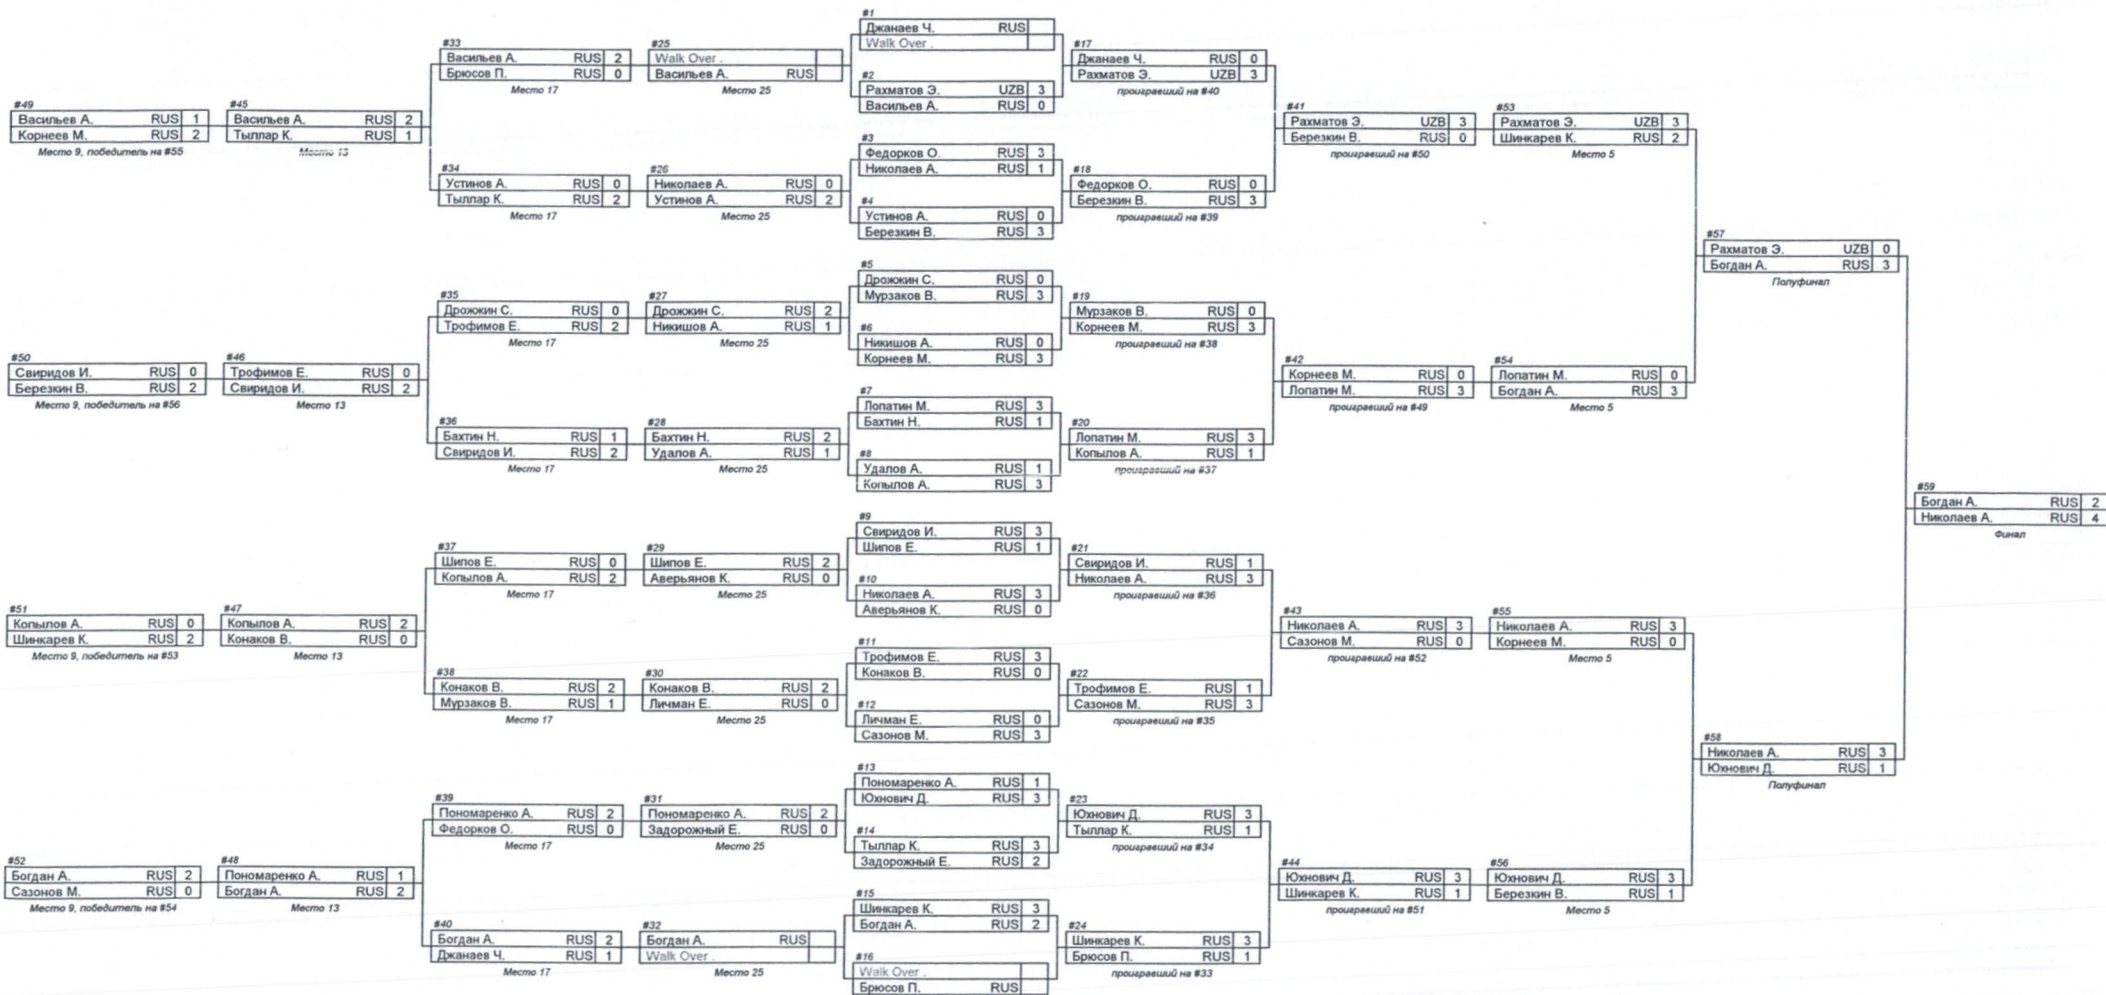 #49
Васильев А. RUS 1
Корнеев М. RUS 2
Место 9, победитель на #55
#50
Свиридов И. RUS 0
Березкин В. RUS 2
Место 9, победитель на #56
#51
Копылов А. RUS 0
Шинкарев К. RUS 2
Место 9, победитель на #53
#52
Богдан А. RUS 2
Сазонов М. RUS 0
Место 9, победитель на #54
#45
Васильев А. RUS 2
Тыллар К. RUS 1
Место 13
#46
Трофимов Е. RUS 0
Свиридов И. RUS 2
Место 13
#47
Копылов А. RUS 2
Конаков В. RUS 0
Место 13
#48
Пономаренко А. RUS 1
Богдан А. RUS 2
Место 13
#33
Васильев А. RUS 2
Брюсов П. RUS 0
Место 17
#34
Устинов А. RUS 0
Тыллар К. RUS 2
Место 17
#35
Дрожжин С. RUS 0
Трофимов Е. RUS 2
Место 17
#36
Бахтин Н. RUS 1
Свиридов И. RUS 2
Место 17
#37
Шипов Е. RUS 0
Копылов А. RUS 2
Место 17
#38
Конаков В. RUS 2
Мурзаков В. RUS 1
Место 17
#39
Пономаренко А. RUS 2
Федорков О. RUS 0
Место 17
#40
Богдан А. RUS 2
Джанаев Ч. RUS 1
Место 17
#25
Walk Over .
Васильев А. RUS
Место 25
#26
Николаев А. RUS 0
Устинов А. RUS 2
Место 25
#27
Дрожжин С. RUS 2
Никишов А. RUS 1
Место 25
#28
Бахтин Н. RUS 2
Удалов А. RUS 1
Место 25
#29
Шипов Е. RUS 2
Аверьянов К. RUS 0
Место 25
#30
Конаков В. RUS 2
Личман Е. RUS 0
Место 25
#31
Пономаренко А. RUS 2
Задорожный Е. RUS 0
Место 25
#32
Богдан А. RUS
Walk Over .
Место 25
#1
Джанаев Ч. RUS
Walk Over .
#2
Рахматов Э. UZB 3
Васильев А. RUS 0
#3
Федорков О. RUS 3
Николаев А. RUS 1
#4
Устинов А. RUS 0
Березкин В. RUS 3
#5
Дрожкин С. RUS 0
Мурзаков В. RUS 3
#6
Никишов А. RUS 0
Корнеев М. RUS 3
#7
Лопатин М. RUS 3
Бахтин Н. RUS 1
#8
Удалов А. RUS 1
Копылов А. RUS 3
#9
Свиридов И. RUS 3
Шипов Е. RUS 1
#10
Николаев А. RUS 3
Аверьянов К. RUS 0
#11
Трофимов Е. RUS 3
Конаков В. RUS 0
#12
Личман Е. RUS 0
Сазонов М. RUS 3
#13
Пономаренко А. RUS 1
Юхнович Д. RUS 3
#14
Тыллар К. RUS 3
Задорожный Е. RUS 2
#15
Шинкарев К. RUS 3
Богдан А. RUS 2
#16
Walk Over .
Брюсов П. RUS
#17
Джанаев Ч. RUS 0
Рахматов Э. UZB 3
проигравший на #40
#18
Федорков О. RUS 0
Березкин В. RUS 3
проигравший на #39
#19
Мурзаков В. RUS 0
Корнеев М. RUS 3
проигравший на #38
#20
Лопатин М. RUS 3
Копылов А. RUS 1
проигравший на #37
#21
Свиридов И. RUS 1
Николаев А. RUS 3
проигравший на #36
#22
Трофимов Е. RUS 1
Сазонов М. RUS 3
проигравший на #35
#23
Юхнович Д. RUS 3
Тыллар К. RUS 1
проигравший на #34
#24
Шинкарев К. RUS 3
Брюсов П. RUS 1
проигравший на #33
#41
Рахматов Э. UZB 3
Березкин В. RUS 0
проигравший на #50
#42
Корнеев М. RUS 0
Лопатин М. RUS 3
проигравший на #49
#43
Николаев А. RUS 3
Сазонов М. RUS 0
проигравший на #52
#44
Юхнович Д. RUS 3
Шинкарев К. RUS 1
проигравший на #51
#53
Рахматов Э. UZB 3
Шинкарев К. RUS 2
Место 5
#54
Лопатин М. RUS 0
Богдан А. RUS 3
Место 5
#55
Николаев А. RUS 3
Корнеев М. RUS 0
Место 5
#56
Юхнович Д. RUS 3
Березкин В. RUS 1
Место 5
#57
Рахматов Э. UZB 0
Богдан А. RUS 3
Полуфинал
#58
Николаев А. RUS 3
Юхнович Д. RUS 1
Полуфинал
#59
Богдан А. RUS 2
Николаев А. RUS 4
Финал